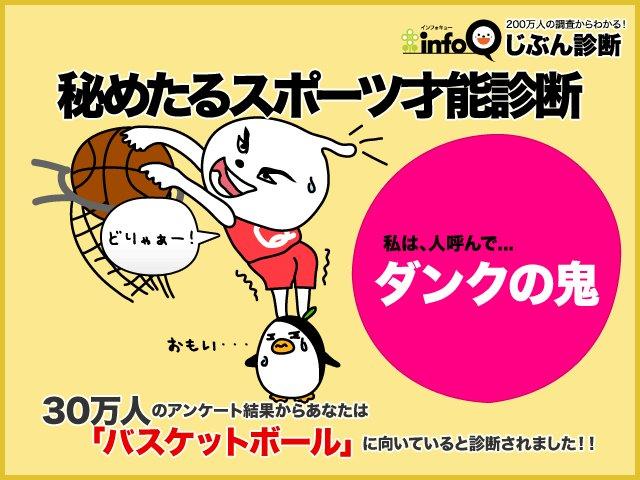 200万人の調査からわかる!
インフォキュー
infoQ じぶん診断
秘めたるスポーツ才能診断
どりゃぁー!
私は、人呼んで…
ダンクの鬼
おもい・・・
30万人のアンケート結果からあなたは
「バスケットボール」に向いていると診断されました!!